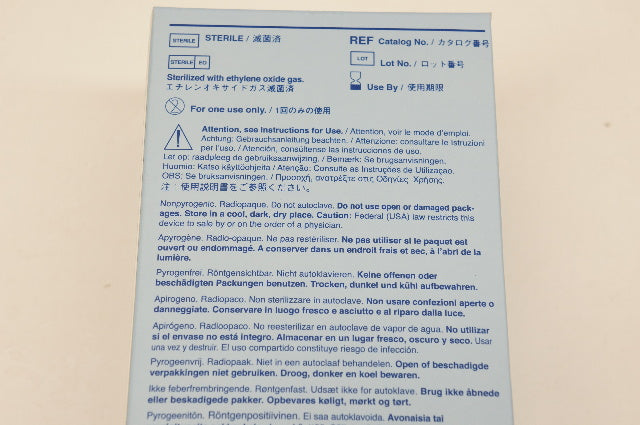 STERILE STERILE / 滅菌済
REF Catalog No. / カタログ番号
STERILE EO
LOT Lot No. / ロット番号
Sterilized with ethylene oxide gas.
エチレンオキサイドガス滅菌済
Use By / 使用期限
For one use only. / 1回のみの使用
Attention, see Instructions for Use. / Attention, voir le mode d'emploi.
Achtung: Gebrauchsanleitung beachten. / Attenzione: consultare le istruzioni
per l'uso. / Atención, consúltense las instrucciones de uso.
Let op: raadpleeg de gebruiksaanwijzing. / Bemærk: Se brugsanvisningen.
Huomio: Katso käyttöohjeita / Atenção: Consulte as Instruções de Utilização.
OBS: Se bruksanvisningen. / Προσοχή, ανατρέξτε στις Οδηγίες Χρήσης.
注:使用説明書をご参照ください。
Nonpyrogenic. Radiopaque. Do not autoclave. Do not use open or damaged pack-
ages. Store in a cool, dark, dry place. Caution: Federal (USA) law restricts this
device to sale by or on the order of a physician.
Apyrogène. Radio-opaque. Ne pas restériliser. Ne pas utiliser si le paquet est
ouvert ou endommagé. A conserver dans un endroit frais et sec, à l'abri de la
lumière.
Pyrogenfrei. Röntgensichtbar. Nicht autoklavieren. Keine offenen oder
beschädigten Packungen benutzen. Trocken, dunkel und kühl aufbewahren.
Apirogeno. Radiopaco. Non sterilizzare in autoclave. Non usare confezioni aperte o
danneggiate. Conservare in luogo fresco e asciutto e al riparo dalla luce.
Apirógeno. Radioopaco. No reesterilizar en autoclave de vapor de agua. No utilizar
si el envase no está íntegro. Almacenar en un lugar fresco, oscuro y seco. Usar
una vez y destruir. El uso compartido constituye riesgo de infección.
Pyrogeenvrij. Radiopaak. Niet in een autoclaaf behandelen. Open of beschadigde
verpakkingen niet gebruiken. Droog, donker en koel bewaren.
Ikke feberfrembringende. Røntgenfast. Udsæt ikke for autoklave. Brug ikke åbnede
eller beskadigede pakker. Opbevares køligt, mørkt og tørt.
Pyrogeenitön. Röntgenpositiivinen. Ei saa autoklavoida. Avonaisia tai